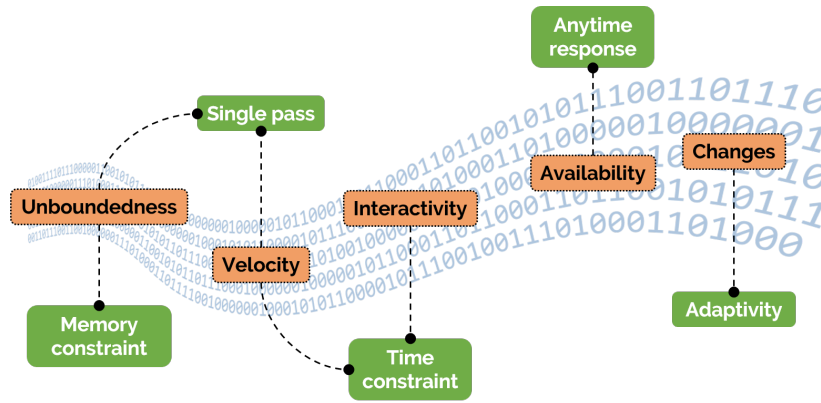 Anytime
response
Single pass
Changes
Availability
Unboundedness
Interactivity
Velocity
Adaptivity
Memory
constraint
Time
constraint